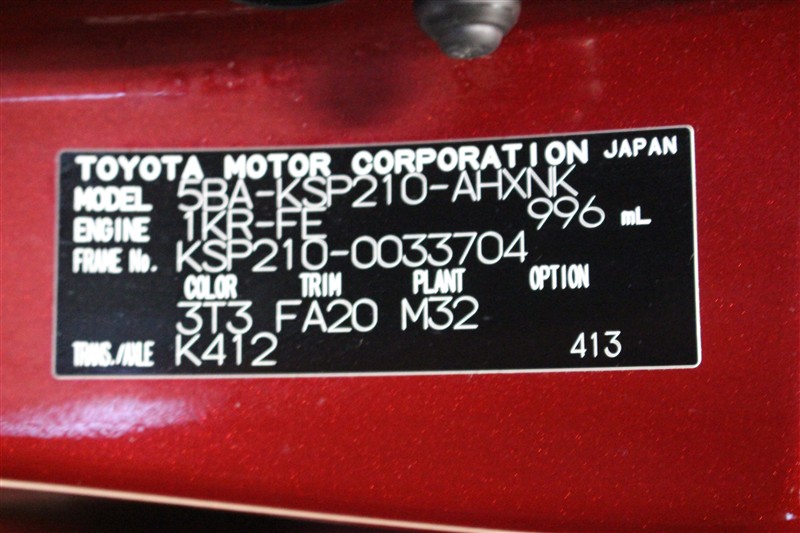 TOYOTA MOTOR CORPORATION JAPAN
MODEL 5BA-KSP210-AHXNK
ENGINE 1KR-FE 996 mL
FRAME No. KSP210-0033704
COLOR TRIM PLANT OPTION
3T3 FA20 M32
TRANS./AXLE K412 413